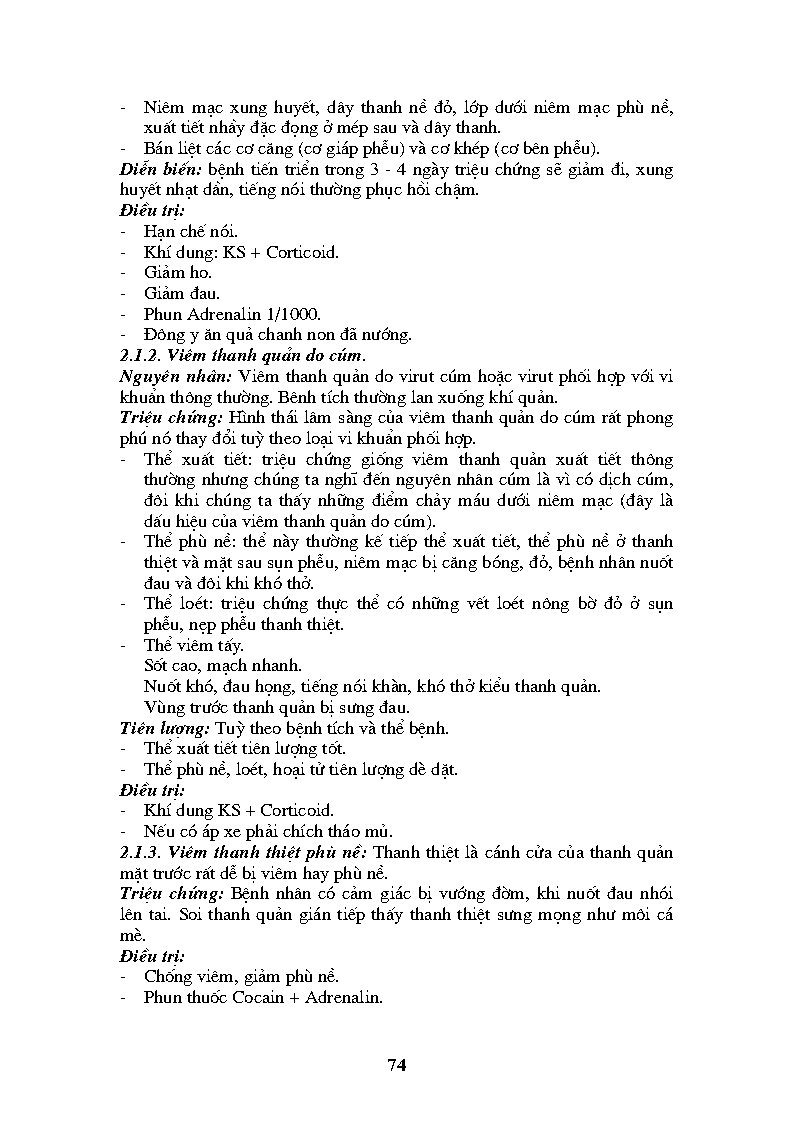 - Niêm mạc xung huyết, dây thanh nề đỏ, lớp dưới niêm mạc phù nề,
xuất tiết nhầy đặc đọng ở mép sau và dây thanh.
- Bán liệt các cơ căng (cơ giáp phễu) và cơ khép (cơ bên phễu).
Diễn biến: bệnh tiến triển trong 3 - 4 ngày triệu chứng sẽ giảm đi, xung
huyết nhạt dần, tiếng nói thường phục hồi chậm.
Điều trị:
- Hạn chế nói.
- Khí dung: KS + Corticoid.
- Giảm ho.
- Giảm đau.
- Phun Adrenalin 1/1000.
- Đông y ăn quả chanh non đã nướng.
2.1.2. Viêm thanh quản do cúm.
Nguyên nhân: Viêm thanh quản do virut cúm hoặc virut phối hợp với vi
khuẩn thông thường. Bênh tích thường lan xuống khí quản.
Triệu chứng: Hình thái lâm sàng của viêm thanh quản do cúm rất phong
phú nó thay đổi tuỳ theo loại vi khuẩn phối hợp.
- Thể xuất tiết: triệu chứng giống viêm thanh quản xuất tiết thông
thường nhưng chúng ta nghĩ đến nguyên nhân cúm là vì có dịch cúm,
đôi khi chúng ta thấy những điểm chảy máu dưới niêm mạc (đây là
dấu hiệu của viêm thanh quản do cúm).
- Thể phù nề: thể này thường kế tiếp thể xuất tiết, thể phù nề ở thanh
thiệt và mặt sau sụn phễu, niêm mạc bị căng bóng, đỏ, bệnh nhân nuốt
đau và đôi khi khó thở.
- Thể loét: triệu chứng thực thể có những vết loét nông bờ đỏ ở sụn
phễu, nẹp phễu thanh thiệt.
- Thể viêm tấy.
Sốt cao, mạch nhanh.
Nuốt khó, đau họng, tiếng nói khàn, khó thở kiểu thanh quản.
Vùng trước thanh quản bị sưng đau.
Tiên lượng: Tuỳ theo bệnh tích và thể bệnh.
- Thể xuất tiết tiên lượng tốt.
- Thể phù nề, loét, hoại tử tiên lượng dè dặt.
Điều trị:
- Khí dung KS + Corticoid.
- Nếu có áp xe phải chích tháo mủ.
2.1.3. Viêm thanh thiệt phù nề: Thanh thiệt là cánh cửa của thanh quản
mặt trước rất dễ bị viêm hay phù nề.
Triệu chứng: Bệnh nhân có cảm giác bị vướng đờm, khi nuốt đau nhói
lên tai. Soi thanh quản gián tiếp thấy thanh thiệt sưng mọng như môi cá
mè.
Điều trị:
- Chống viêm, giảm phù nề.
- Phun thuốc Cocain + Adrenalin.
74